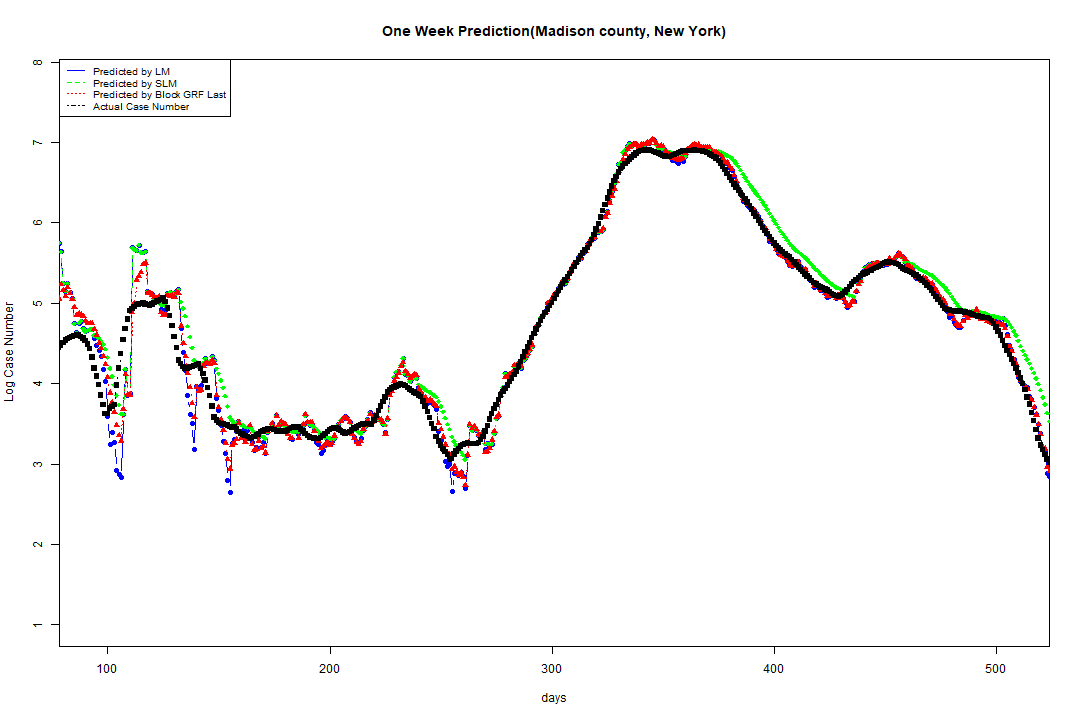 One Week Prediction(Madison county, New York)
Predicted by LM
Predicted by SLM
Predicted by Block GRF Last
Actual Case Number
8
7
6
5
4
3
2
1
Log Case Number
100 200 300 400 500
days